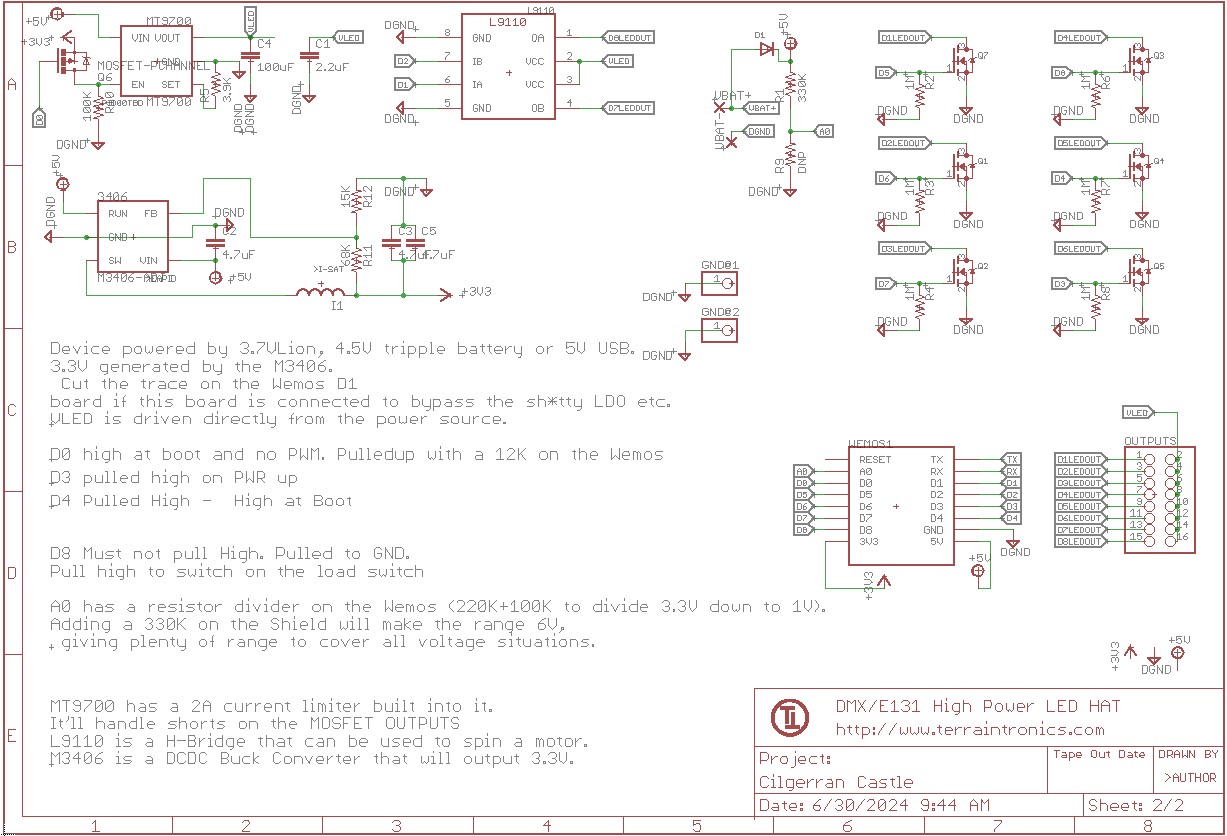 +5V
MT9700
VLED
+3V3
VIN VOUT
C4
100uF
MOSFET-PCHANNEL
Q6
EN SET
MT9700
100K
R5
3.9K
D0
DGND
DGND
DGND
C1
VLED
2.2uF
DGND
L9110
L9110
DGND
8 GND OA 1 D8LEDOUT
D2 7 IB VCC 2 VLED
D1 6 IA VCC 3
5 GND OB 4 D7LEDOUT
DGND
D1
+5V
R1
330K
VBAT+
VBAT+
VBAT-
DGND
A0
R9
DNP
DGND
D1LEDOUT
Q7
D5
1M
R2
DGND
DGND
D4LEDOUT
Q3
D8
1M
R6
DGND
DGND
D2LEDOUT
Q1
D6
1M
R3
DGND
DGND
D5LEDOUT
Q4
D4
1M
R7
DGND
DGND
D3LEDOUT
Q2
D7
1M
R4
DGND
DGND
D6LEDOUT
Q5
D3
1M
R8
DGND
DGND
+5V
DGND
3406
RUN FB
GND
SW VIN
DGND
C2
4.7uF
+5V
>I-SAT
I1
15K
R12
68K
R11
DGND
C3 C5
4.7uF
+3V3
GND@1
1
DGND
GND@2
1
DGND
Device powered by 3.7VLion, 4.5V tripple battery or 5V USB.
3.3V generated by the M3406.
Cut the trace on the Wemos D1
board if this board is connected to bypass the sh*tty LDO etc.
VLED is driven directly from the power source.
D0 high at boot and no PWM. Pulledup with a 12K on the Wemos
D3 pulled high on PWR up
D4 Pulled High - High at Boot
D8 Must not pull High. Pulled to GND.
Pull high to switch on the load switch
A0 has a resistor divider on the Wemos (220K+100K to divide 3.3V down to 1V).
Adding a 330K on the Shield will make the range 6V,
giving plenty of range to cover all voltage situations.
MT9700 has a 2A current limiter built into it.
It'll handle shorts on the MOSFET OUTPUTS
L9110 is a H-Bridge that can be used to spin a motor.
M3406 is a DCDC Buck Converter that will output 3.3V.
WEMOS1
RESET TX TX
A0 A0 RX RX
D0 D0 D1 D1
D5 D5 D2 D2
D6 D6 D3 D3
D7 D7 D4 D4
D8 D8 GND
3V3 5V
DGND
+5V
+3V3
VLED
OUTPUTS
D1LEDOUT 1 2
D2LEDOUT 3 4
D3LEDOUT 5 6
D4LEDOUT 7 8
D5LEDOUT 9 10
D6LEDOUT 11 12
D7LEDOUT 13 14
D8LEDOUT 15 16
+3V3
DGND
+5V
DMX/E131 High Power LED HAT
http://www.terraintronics.com
Project:
Cilgerran Castle
Tape Out Date
DRAWN BY
>AUTHOR
Date: 6/30/2024 9:44 AM
Sheet: 2/2
A
B
C
D
E
1 2 3 4 5 6 7 8